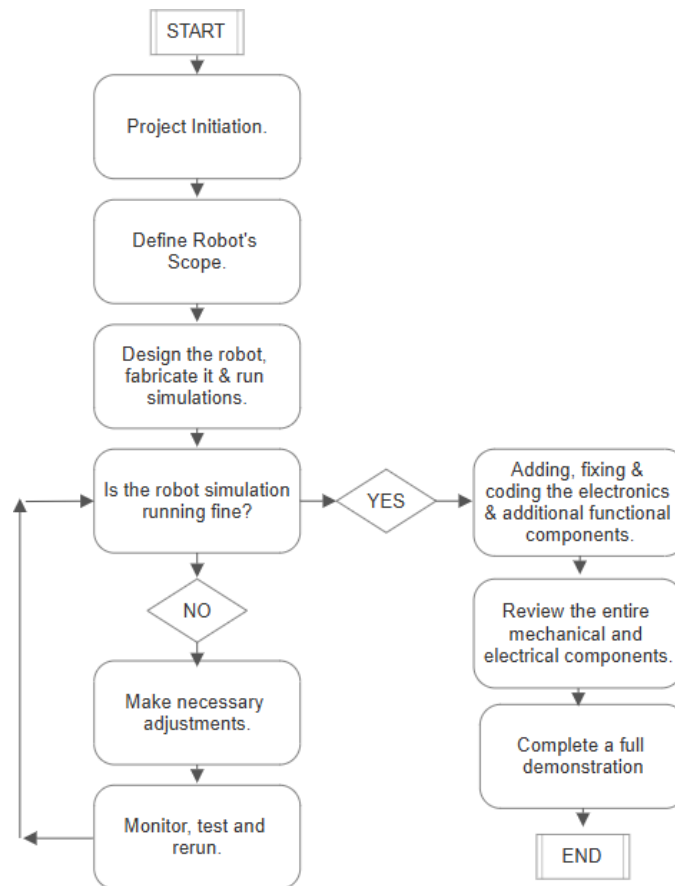 START
Project Initiation.
Define Robot's
Scope.
Design the robot,
fabricate it & run
simulations.
Is the robot simulation
running fine?
YES
Adding, fixing &
coding the electronics
& additional functional
components.
NO
Review the entire
mechanical and
electrical components.
Make necessary
adjustments.
Complete a full
demonstration
Monitor, test and
rerun.
END